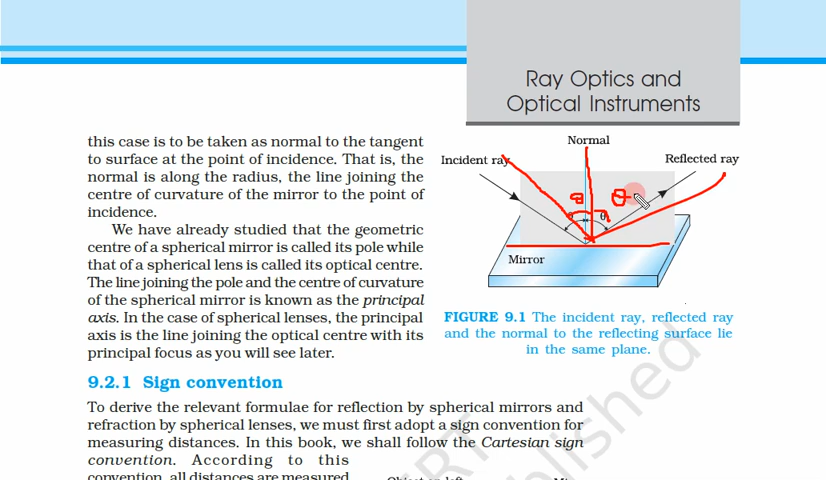 Ray Optics and
Optical Instruments
this case is to be taken as normal to the tangent
to surface at the point of incidence. That is, the
normal is along the radius, the line joining the
centre of curvature of the mirror to the point of
incidence.
We have already studied that the geometric
centre of a spherical mirror is called its pole while
that of a spherical lens is called its optical centre.
The line joining the pole and the centre of curvature
of the spherical mirror is known as the principal
axis. In the case of spherical lenses, the principal
axis is the line joining the optical centre with its
principal focus as you will see later.
Normal
Incident ray
Reflected ray
θ
Mirror
FIGURE 9.1 The incident ray, reflected ray
and the normal to the reflecting surface lie
in the same plane.
9.2.1 Sign convention
To derive the relevant formulae for reflection by spherical mirrors and
refraction by spherical lenses, we must first adopt a sign convention for
measuring distances. In this book, we shall follow the Cartesian sign
convention. According to this
convention, all distances are measured
Object on left